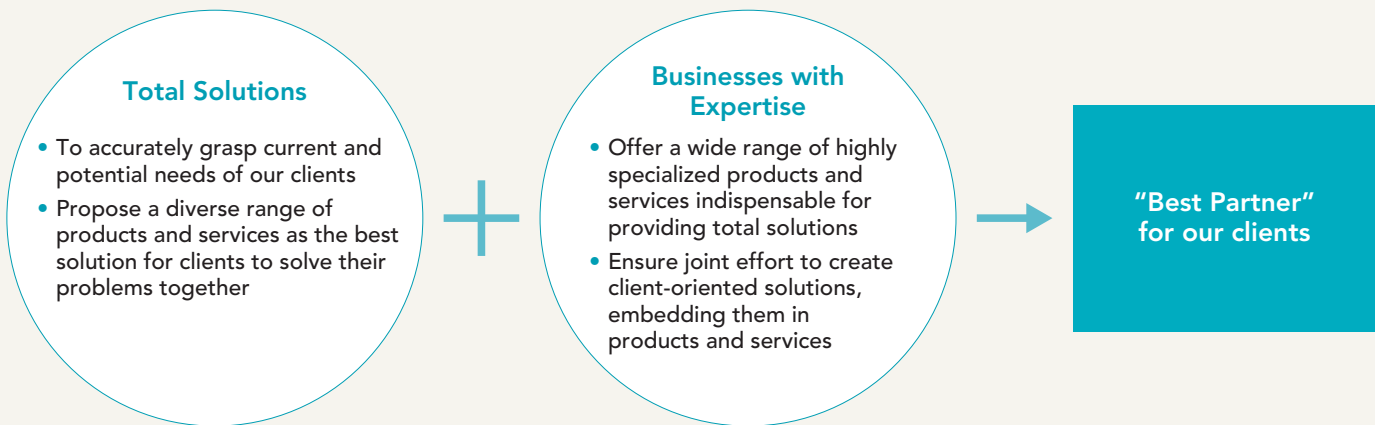 Total Solutions
• To accurately grasp current and
potential needs of our clients
• Propose a diverse range of
products and services as the best
solution for clients to solve their
problems together
Businesses with
Expertise
• Offer a wide range of highly
specialized products and
services indispensable for
providing total solutions
• Ensure joint effort to create
client-oriented solutions,
embedding them in
products and services
“Best Partner”
for our clients